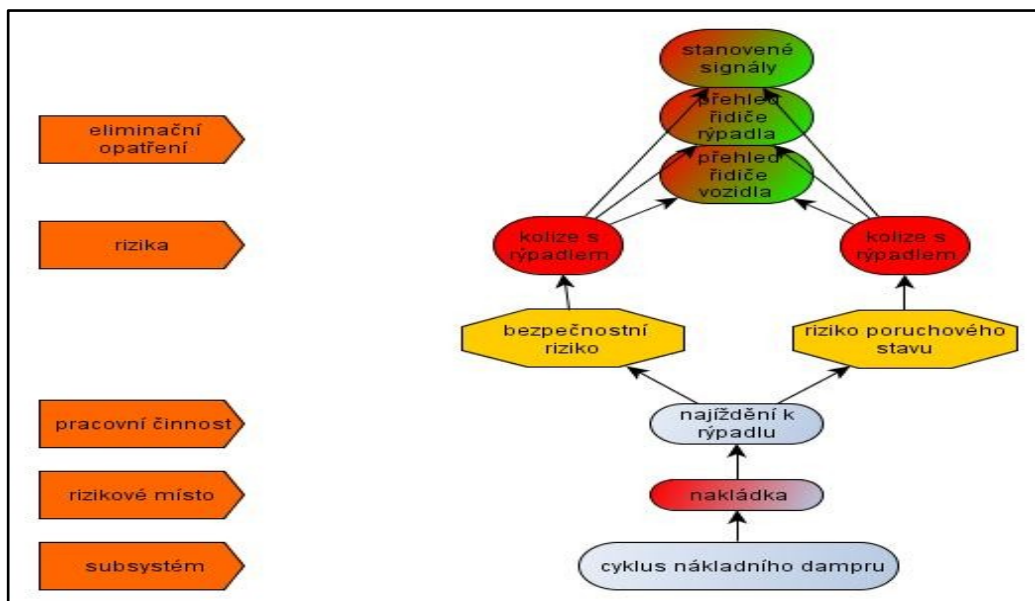 stanovené
signály
přehled
řidiče
rýpadla
přehled
řidiče
vozidla
eliminační
opatření
rizika
kolize s
rýpadlem
kolize s
rýpadlem
bezpečnostní
riziko
riziko poruchového
stavu
pracovní činnost
najíždění k
rýpadlu
rizikové místo
nakládka
subsystém
cyklus nákladního dampru